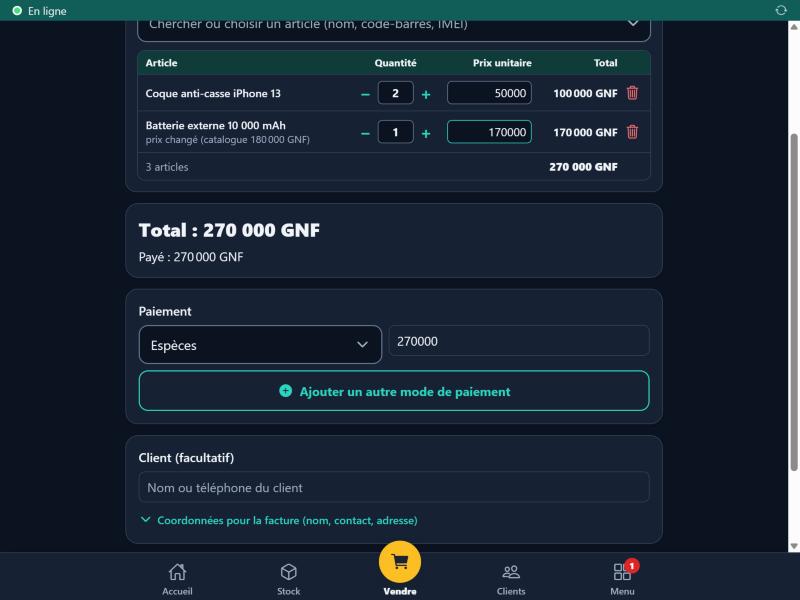 En ligne
Chercher ou choisir un article (nom, code-barres, IMEI)
Article Quantité Prix unitaire Total
Coque anti-casse iPhone 13 − 2 + 50000 100 000 GNF
Batterie externe 10 000 mAh
prix changé (catalogue 180 000 GNF) − 1 + 170000 170 000 GNF
3 articles 270 000 GNF
Total : 270 000 GNF
Payé : 270 000 GNF
Paiement
Espèces 270000
Ajouter un autre mode de paiement
Client (facultatif)
Nom ou téléphone du client
Coordonnées pour la facture (nom, contact, adresse)
Accueil Stock Vendre Clients Menu 1